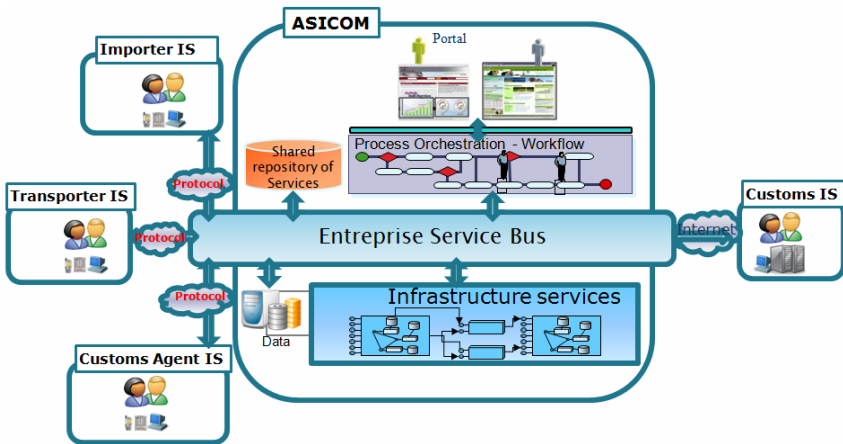 ASICOM
Importer IS
Portal
Process Orchestration - Workflow
Shared
repository of
Services
Protocol
Transporter IS
Protocol
Entreprise Service Bus
Internet
Customs IS
Protocol
Data
Infrastructure services
Customs Agent IS